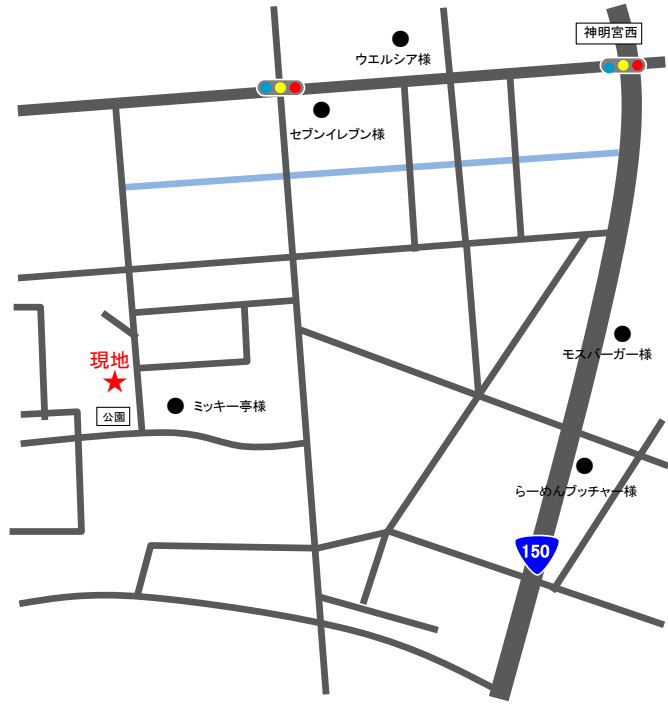 神明宮西
ウエルシア様
セブンイレブン様
モスバーガー様
現地
公園
ミッキー亭様
らーめんブッチャー様
150